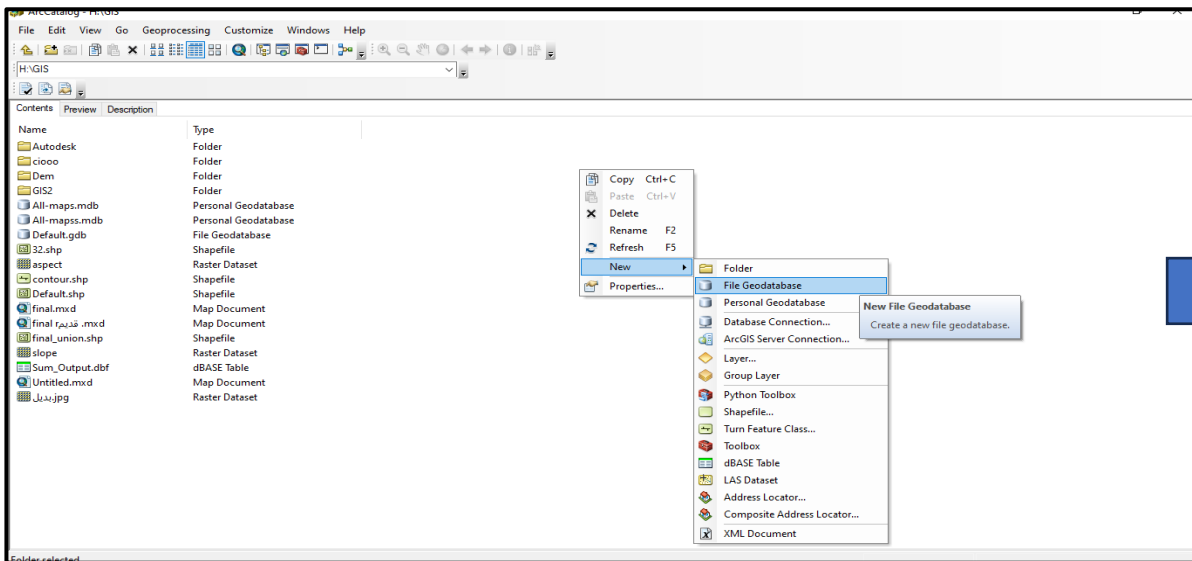 ArcCatalog - H:\GIS
File Edit View Go Geoprocessing Customize Windows Help
H:\GIS
Contents Preview Description
Name Type
Autodesk Folder
ciooo Folder
Dem Folder
GIS2 Folder
All-maps.mdb Personal Geodatabase
All-mapss.mdb Personal Geodatabase
Default.gdb File Geodatabase
32.shp Shapefile
aspect Raster Dataset
contour.shp Shapefile
Default.shp Shapefile
final.mxd Map Document
final قديمr .mxd Map Document
final_union.shp Shapefile
slope Raster Dataset
Sum_Output.dbf dBASE Table
Untitled.mxd Map Document
بديل.jpg Raster Dataset
Copy Ctrl+C
Paste Ctrl+V
Delete
Rename F2
Refresh F5
New
Properties...
Folder
File Geodatabase
Personal Geodatabase
Database Connection...
ArcGIS Server Connection...
Layer...
Group Layer
Python Toolbox
Shapefile...
Turn Feature Class...
Toolbox
dBASE Table
LAS Dataset
Address Locator...
Composite Address Locator...
XML Document
New File Geodatabase
Create a new file geodatabase.
Folder selected